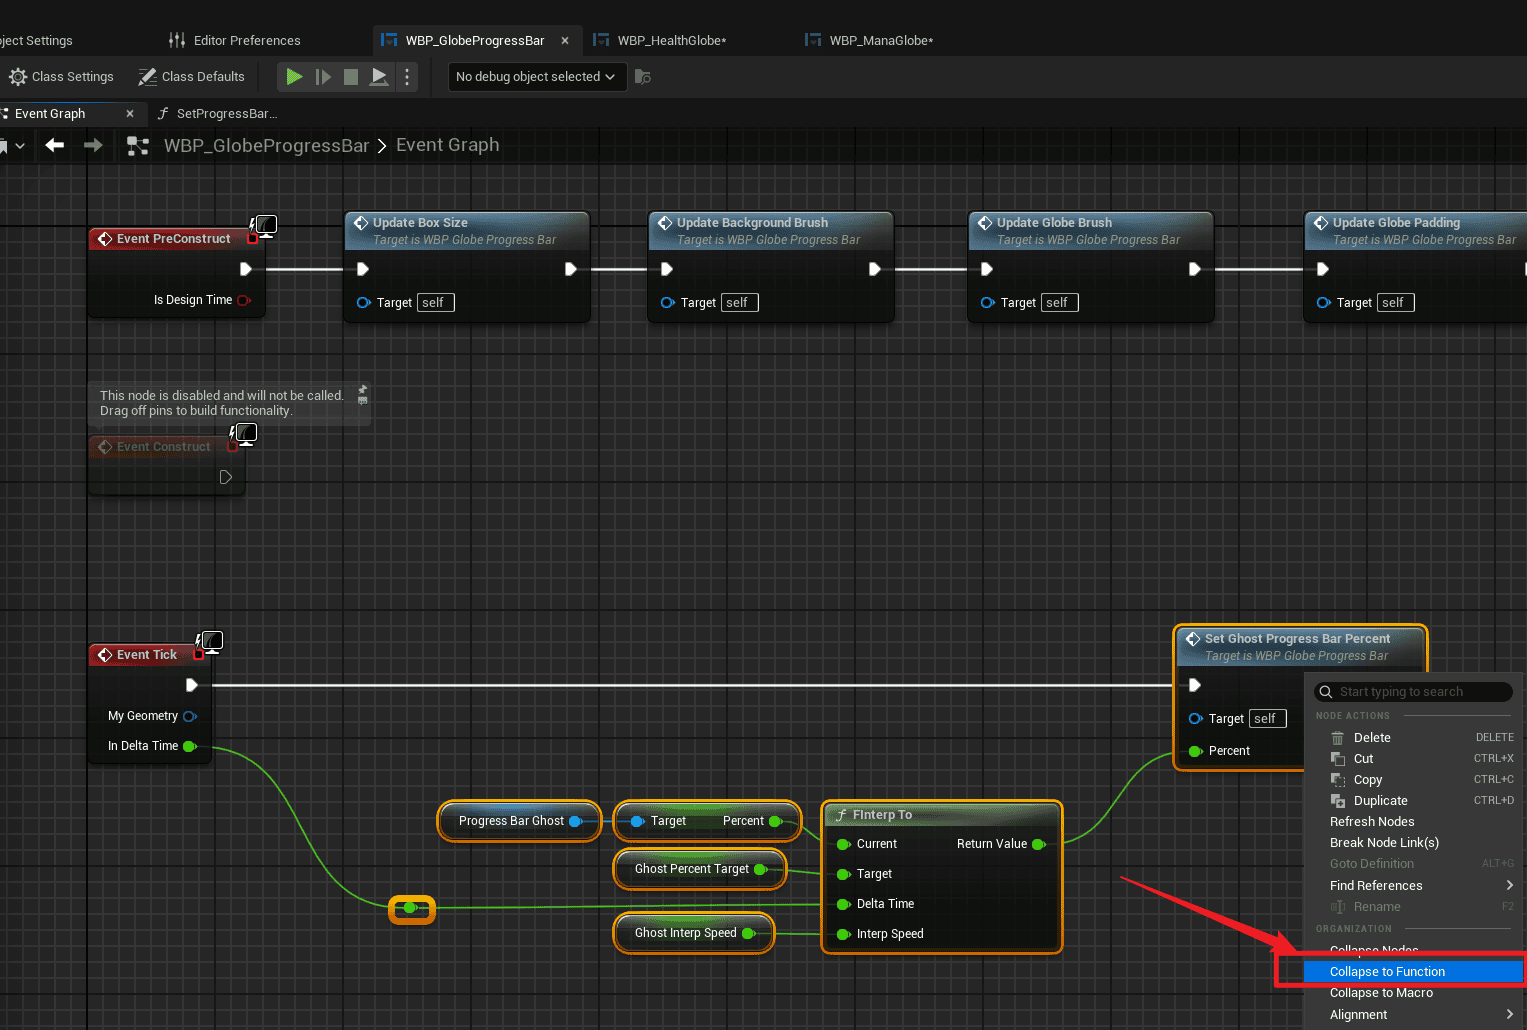 ject Settings
Editor Preferences
WBP_GlobeProgressBar
WBP_HealthGlobe*
WBP_ManaGlobe*
Class Settings
Class Defaults
No debug object selected
Event Graph
SetProgressBar...
WBP_GlobeProgressBar > Event Graph
Event PreConstruct
Is Design Time
Update Box Size
Target is WBP Globe Progress Bar
Target self
Update Background Brush
Target is WBP Globe Progress Bar
Target self
Update Globe Brush
Target is WBP Globe Progress Bar
Target self
Update Globe Padding
Target is WBP Globe Progress Bar
Target self
This node is disabled and will not be called.
Drag off pins to build functionality.
Event Construct
Event Tick
My Geometry
In Delta Time
Progress Bar Ghost
Target Percent
Ghost Percent Target
Ghost Interp Speed
FInterp To
Current Return Value
Target
Delta Time
Interp Speed
Set Ghost Progress Bar Percent
Target is WBP Globe Progress Bar
Target self
Percent
Start typing to search
NODE ACTIONS
Delete DELETE
Cut CTRL+X
Copy CTRL+C
Duplicate CTRL+D
Refresh Nodes
Break Node Link(s)
Goto Definition ALT+G
Find References
Rename F2
ORGANIZATION
Collapse Nodes
Collapse to Function
Collapse to Macro
Alignment